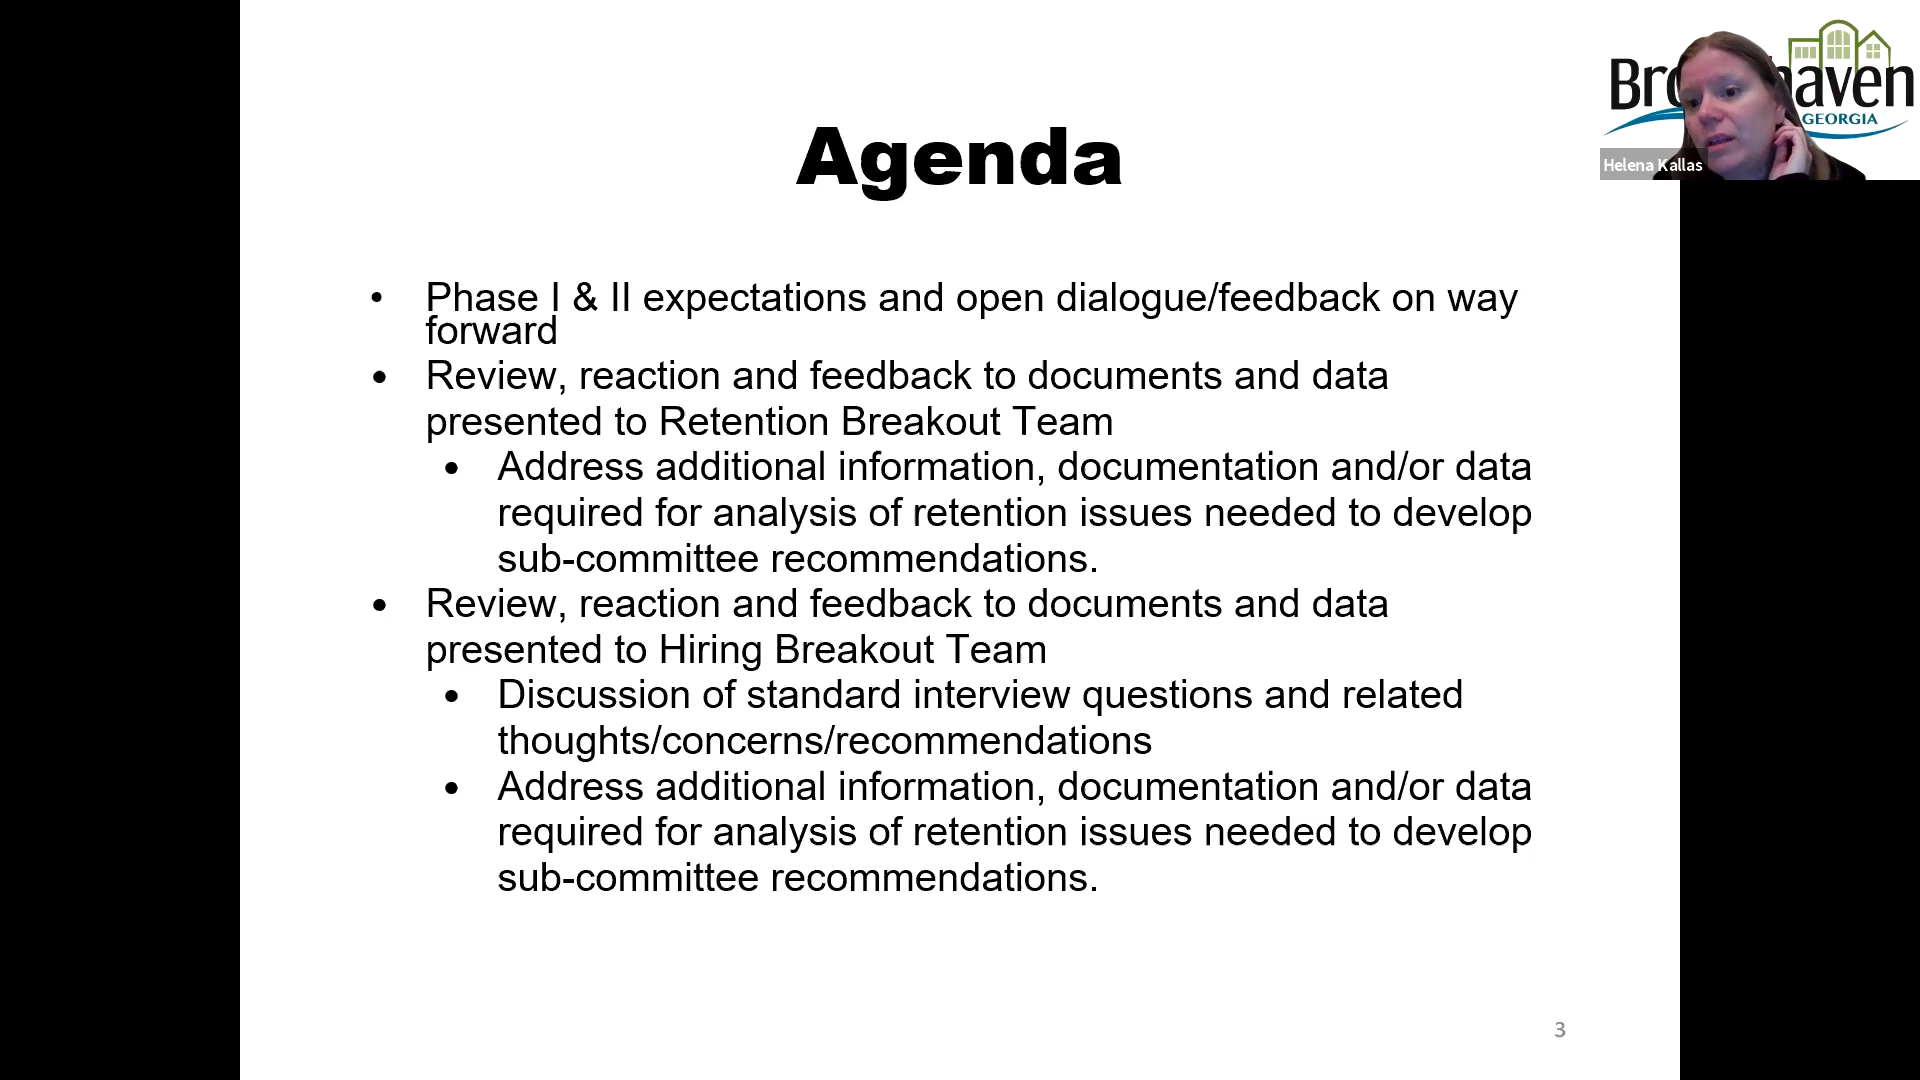 Agenda
• Phase I & II expectations and open dialogue/feedback on way
forward
• Review, reaction and feedback to documents and data
presented to Retention Breakout Team
• Address additional information, documentation and/or data
required for analysis of retention issues needed to develop
sub-committee recommendations.
• Review, reaction and feedback to documents and data
presented to Hiring Breakout Team
• Discussion of standard interview questions and related
thoughts/concerns/recommendations
• Address additional information, documentation and/or data
required for analysis of retention issues needed to develop
sub-committee recommendations.
3
GEORGIA
Helena Kallas